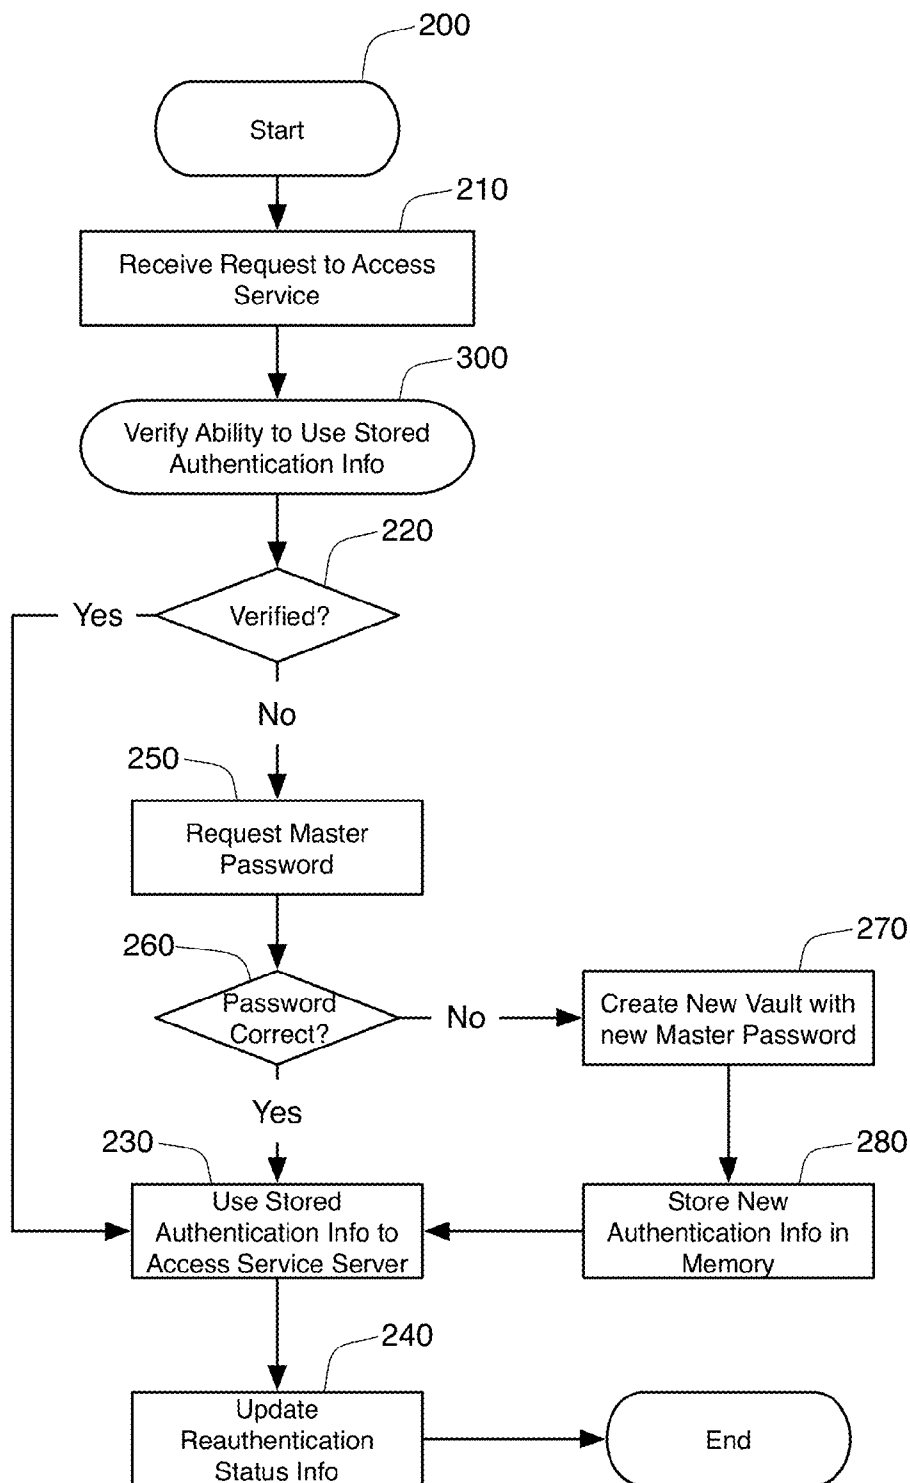 200
Start
210
Receive Request to Access
Service
300
Verify Ability to Use Stored
Authentication Info
220
Verified?
Yes
No
250
Request Master
Password
260
Password
Correct?
No
270
Create New Vault with
new Master Password
Yes
230
Use Stored
Authentication Info to
Access Service Server
280
Store New
Authentication Info in
Memory
240
Update
Reauthentication
Status Info
End